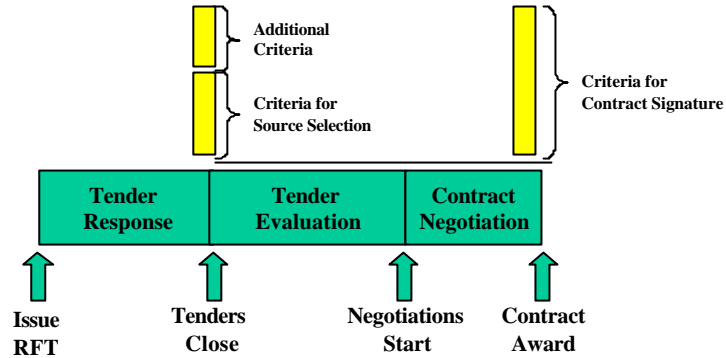 Additional
Criteria
Criteria for
Source Selection
Criteria for
Contract Signature
Tender
Response
Tender
Evaluation
Contract
Negotiation
Issue
RFT
Tenders
Close
Negotiations
Start
Contract
Award